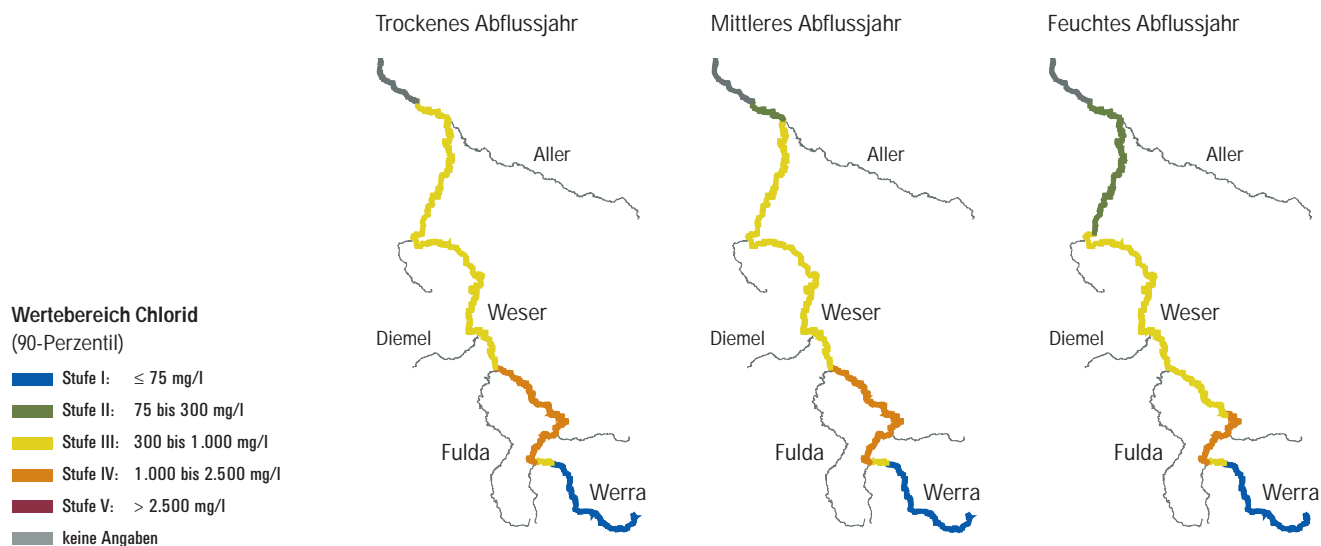 Trockenes Abflussjahr
Mittleres Abflussjahr
Feuchtes Abflussjahr
Aller
Aller
Aller
Weser
Weser
Weser
Diemel
Diemel
Diemel
Fulda
Fulda
Fulda
Werra
Werra
Werra
Wertebereich Chlorid
(90-Perzentil)
Stufe I: ≤ 75 mg/l
Stufe II: 75 bis 300 mg/l
Stufe III: 300 bis 1.000 mg/l
Stufe IV: 1.000 bis 2.500 mg/l
Stufe V: > 2.500 mg/l
keine Angaben